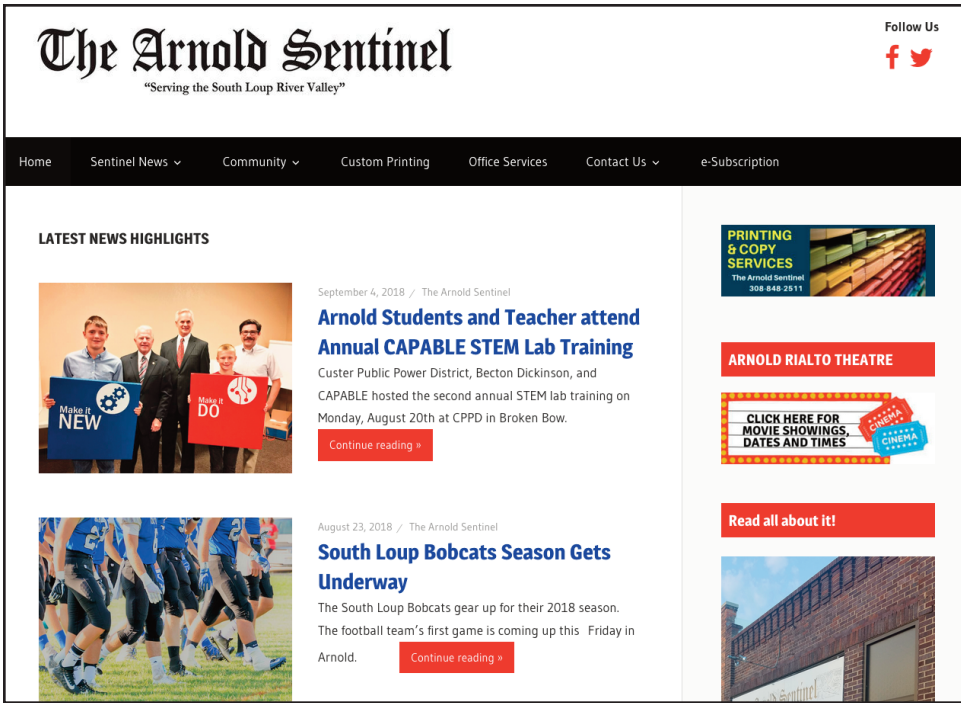 The Arnold Sentinel
"Serving the South Loup River Valley"
Follow Us
Home Sentinel News Community Custom Printing Office Services Contact Us e-Subscription
LATEST NEWS HIGHLIGHTS
Make it
NEW
Make it
DO
September 4, 2018 / The Arnold Sentinel
Arnold Students and Teacher attend
Annual CAPABLE STEM Lab Training
Custer Public Power District, Becton Dickinson, and
CAPABLE hosted the second annual STEM lab training on
Monday, August 20th at CPPD in Broken Bow.
Continue reading »
August 23, 2018 / The Arnold Sentinel
South Loup Bobcats Season Gets
Underway
The South Loup Bobcats gear up for their 2018 season.
The football team's first game is coming up this Friday in
Arnold. Continue reading »
PRINTING
& COPY
SERVICES
The Arnold Sentinel
308-848-2511
ARNOLD RIALTO THEATRE
CLICK HERE FOR
MOVIE SHOWINGS,
DATES AND TIMES
CINEMA
CINEMA
Read all about it!
Sentinel